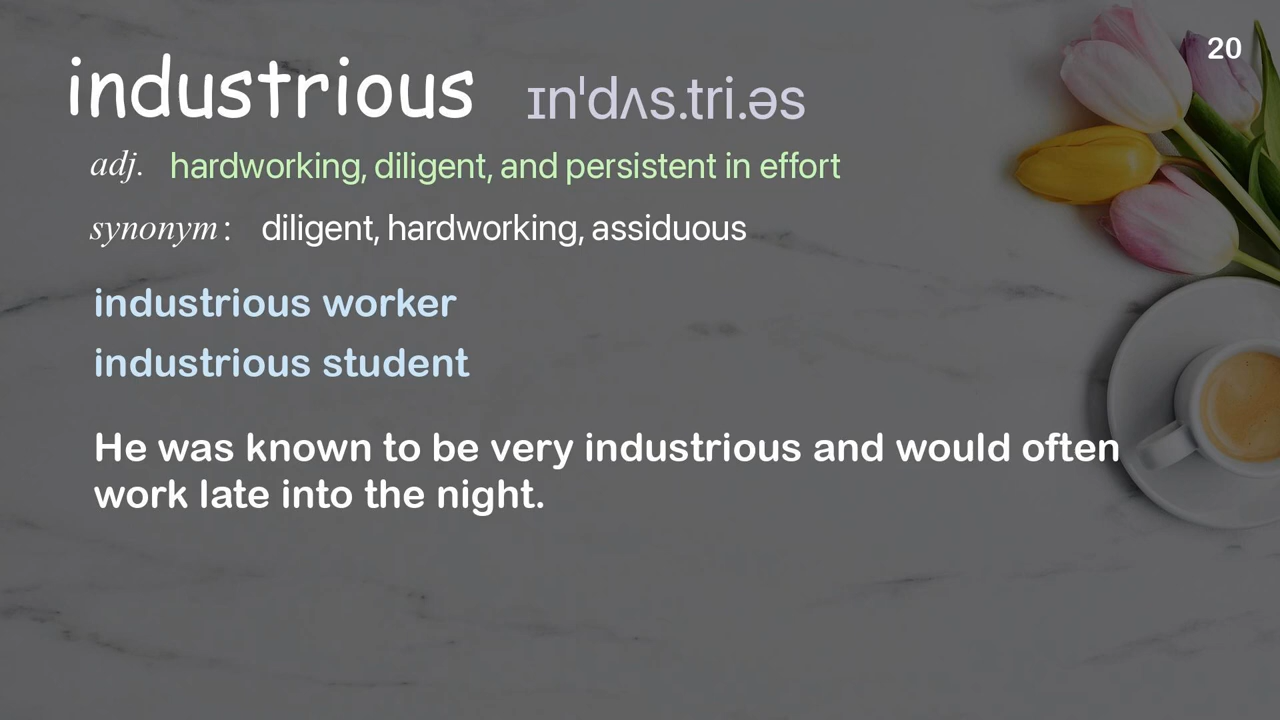 20
industrious ɪnˈdʌs.tri.əs
adj. hardworking, diligent, and persistent in effort
synonym: diligent, hardworking, assiduous
industrious worker
industrious student
He was known to be very industrious and would often
work late into the night.